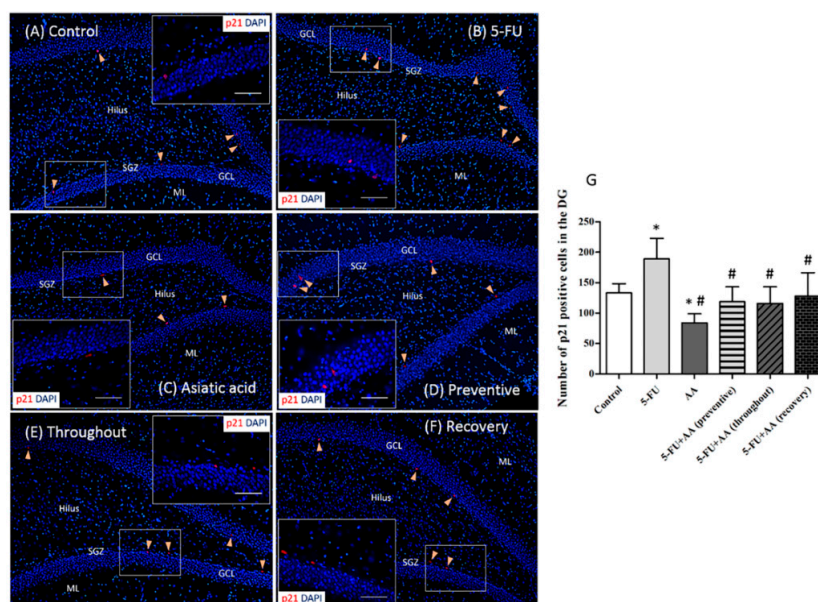 (A) Control
p21 DAPI
Hilus
SGZ
GCL
ML
p21 DAPI
(B) 5-FU
GCL
SGZ
Hilus
ML
p21 DAPI
GCL
SGZ
Hilus
ML
p21 DAPI
(C) Asiatic acid
GCL
SGZ
Hilus
ML
p21 DAPI
(D) Preventive
(E) Throughout
p21 DAPI
Hilus
SGZ
GCL
ML
(F) Recovery
GCL
ML
Hilus
SGZ
p21 DAPI
G
Number of p21 positive cells in the DG
250
200
150
100
50
0
*
* #
#
#
#
Control
5-FU
AA
5-FU+AA (preventive)
5-FU+AA (throughout)
5-FU+AA (recovery)